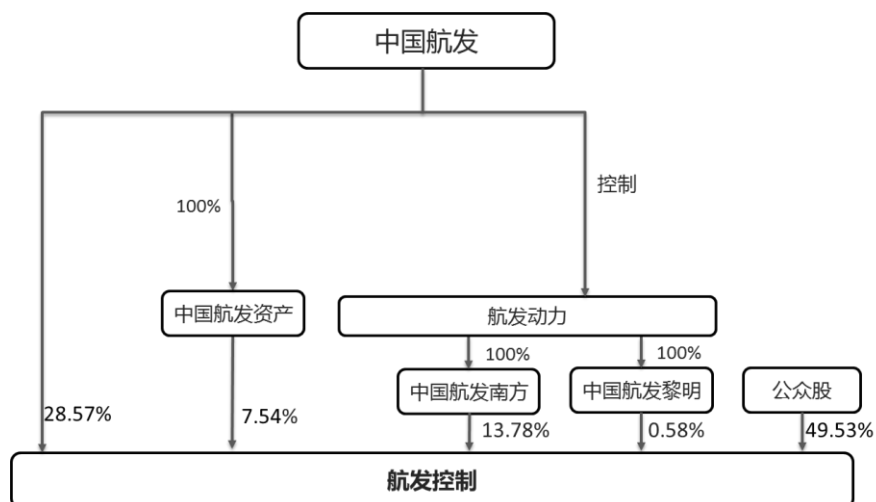 中国航发
控制
100%
中国航发资产
航发动力
100%
100%
中国航发南方
中国航发黎明
公众股
28.57%
7.54%
13.78%
0.58%
49.53%
航发控制